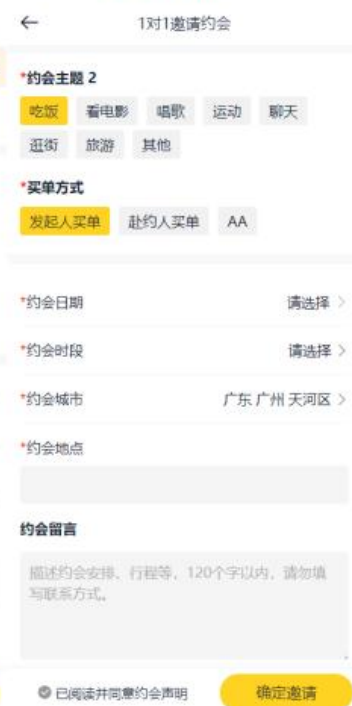 1对1邀请约会
*约会主题 2
吃饭 看电影 唱歌 运动 聊天
逛街 旅游 其他
*买单方式
发起人买单 赴约人买单 AA
*约会日期 请选择
*约会时段 请选择
*约会城市 广东 广州 天河区
*约会地点
约会留言
描述约会安排、行程等，120个字以内，请勿填
写联系方式。
已阅读并同意约会声明 确定邀请